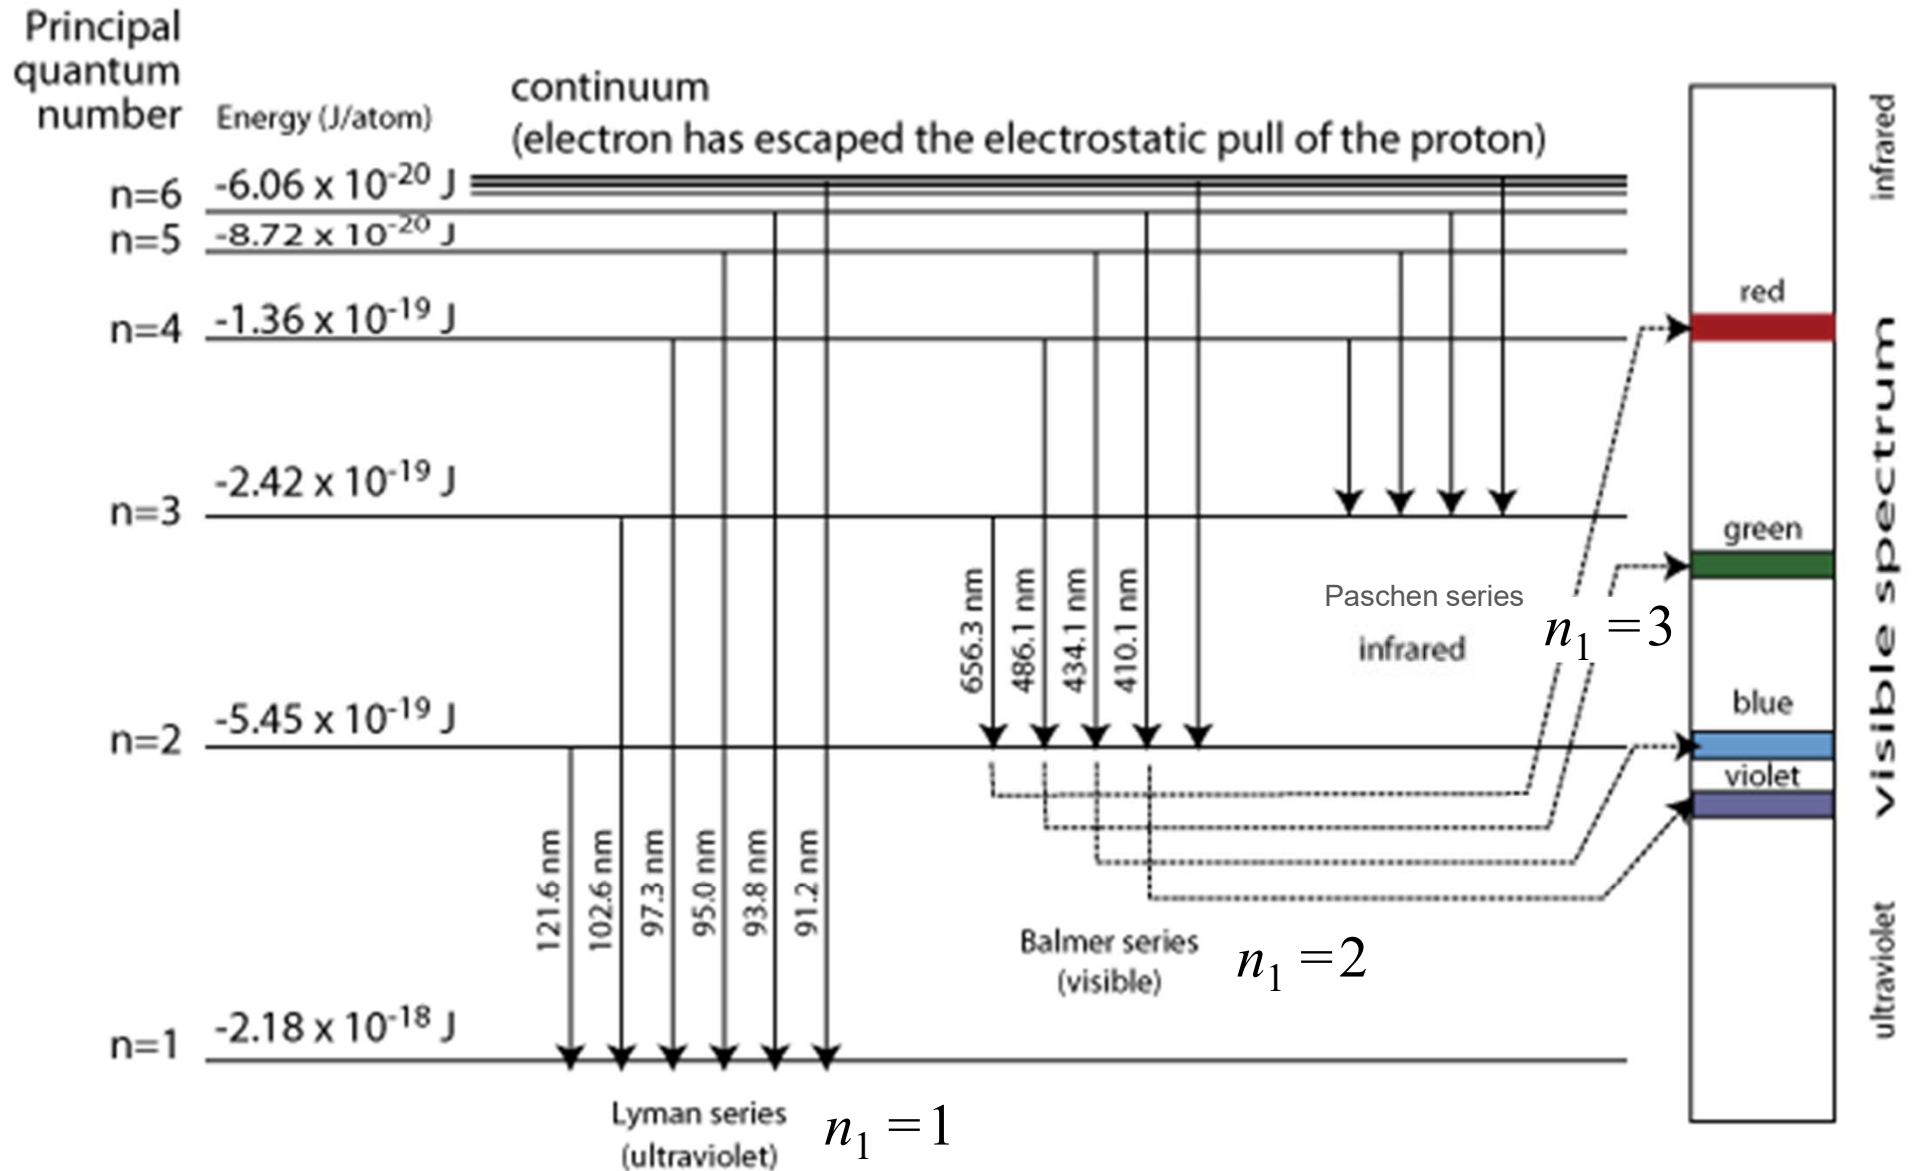 Principal
quantum
number
Energy (J/atom)
continuum
(electron has escaped the electrostatic pull of the proton)
n=6 -6.06 x 10⁻²⁰ J
n=5 -8.72 x 10⁻²⁰ J
n=4 -1.36 x 10⁻¹⁹ J
n=3 -2.42 x 10⁻¹⁹ J
n=2 -5.45 x 10⁻¹⁹ J
n=1 -2.18 x 10⁻¹⁸ J
121.6 nm
102.6 nm
97.3 nm
95.0 nm
93.8 nm
91.2 nm
Lyman series
(ultraviolet)
n₁ = 1
656.3 nm
486.1 nm
434.1 nm
410.1 nm
Balmer series
(visible)
n₁ = 2
Paschen series
infrared
n₁ = 3
red
green
blue
violet
infrared
visible spectrum
ultraviolet